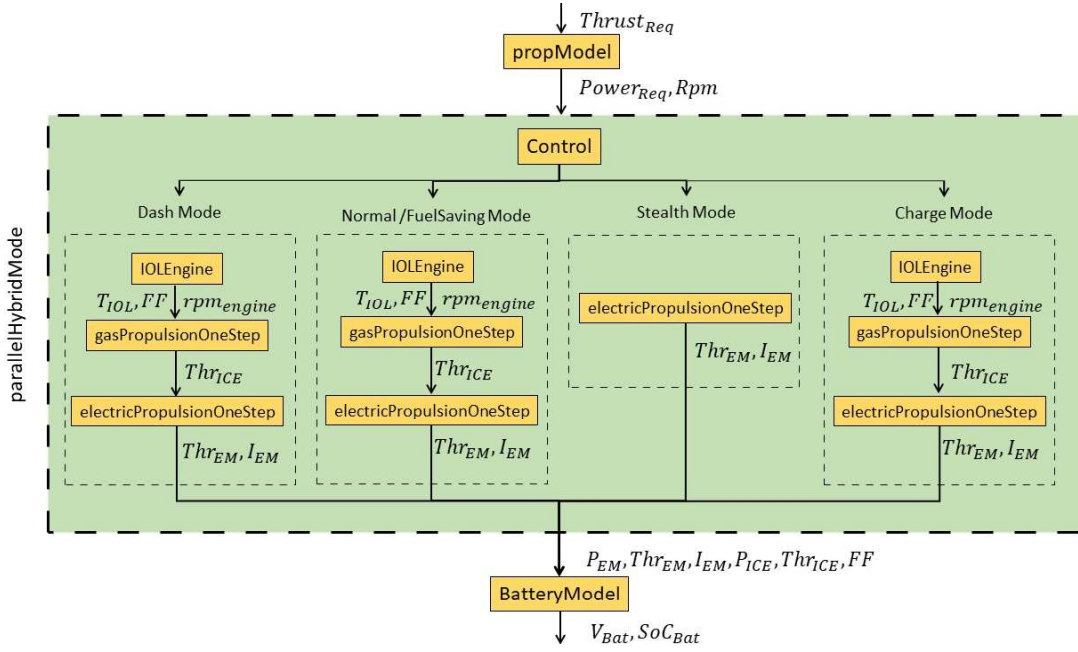 Thrust_Req
propModel
Power_Req, Rpm
Control
Dash Mode
Normal /FuelSaving Mode
Stealth Mode
Charge Mode
parallelHybridMode
IOLEngine
T_IOL, FF rpm_engine
gasPropulsionOneStep
Thr_ICE
electricPropulsionOneStep
Thr_EM, I_EM
IOLEngine
T_IOL, FF rpm_engine
gasPropulsionOneStep
Thr_ICE
electricPropulsionOneStep
Thr_EM, I_EM
electricPropulsionOneStep
Thr_EM, I_EM
IOLEngine
T_IOL, FF rpm_engine
gasPropulsionOneStep
Thr_ICE
electricPropulsionOneStep
Thr_EM, I_EM
P_EM, Thr_EM, I_EM, P_ICE, Thr_ICE, FF
BatteryModel
V_Bat, SoC_Bat